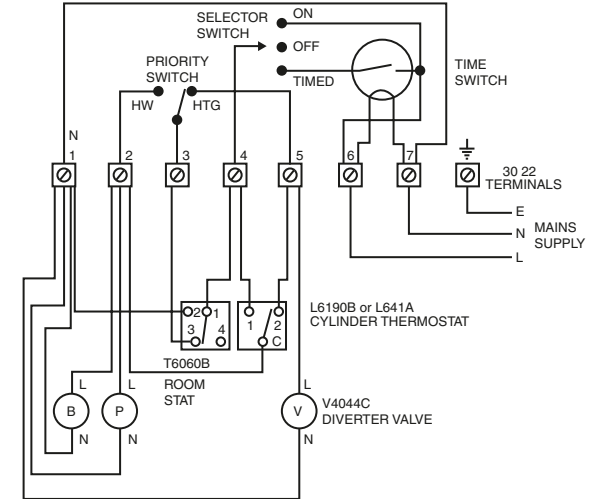 SELECTOR
SWITCH
ON
OFF
TIMED
TIME
SWITCH
PRIORITY
SWITCH
HW
HTG
N
1
2
3
4
5
6
7
30 22
TERMINALS
E
N
L
MAINS
SUPPLY
2
1
3
4
1
2
C
L6190B or L641A
CYLINDER THERMOSTAT
T6060B
ROOM
STAT
L
B
N
L
P
N
L
V
N
V4044C
DIVERTER VALVE